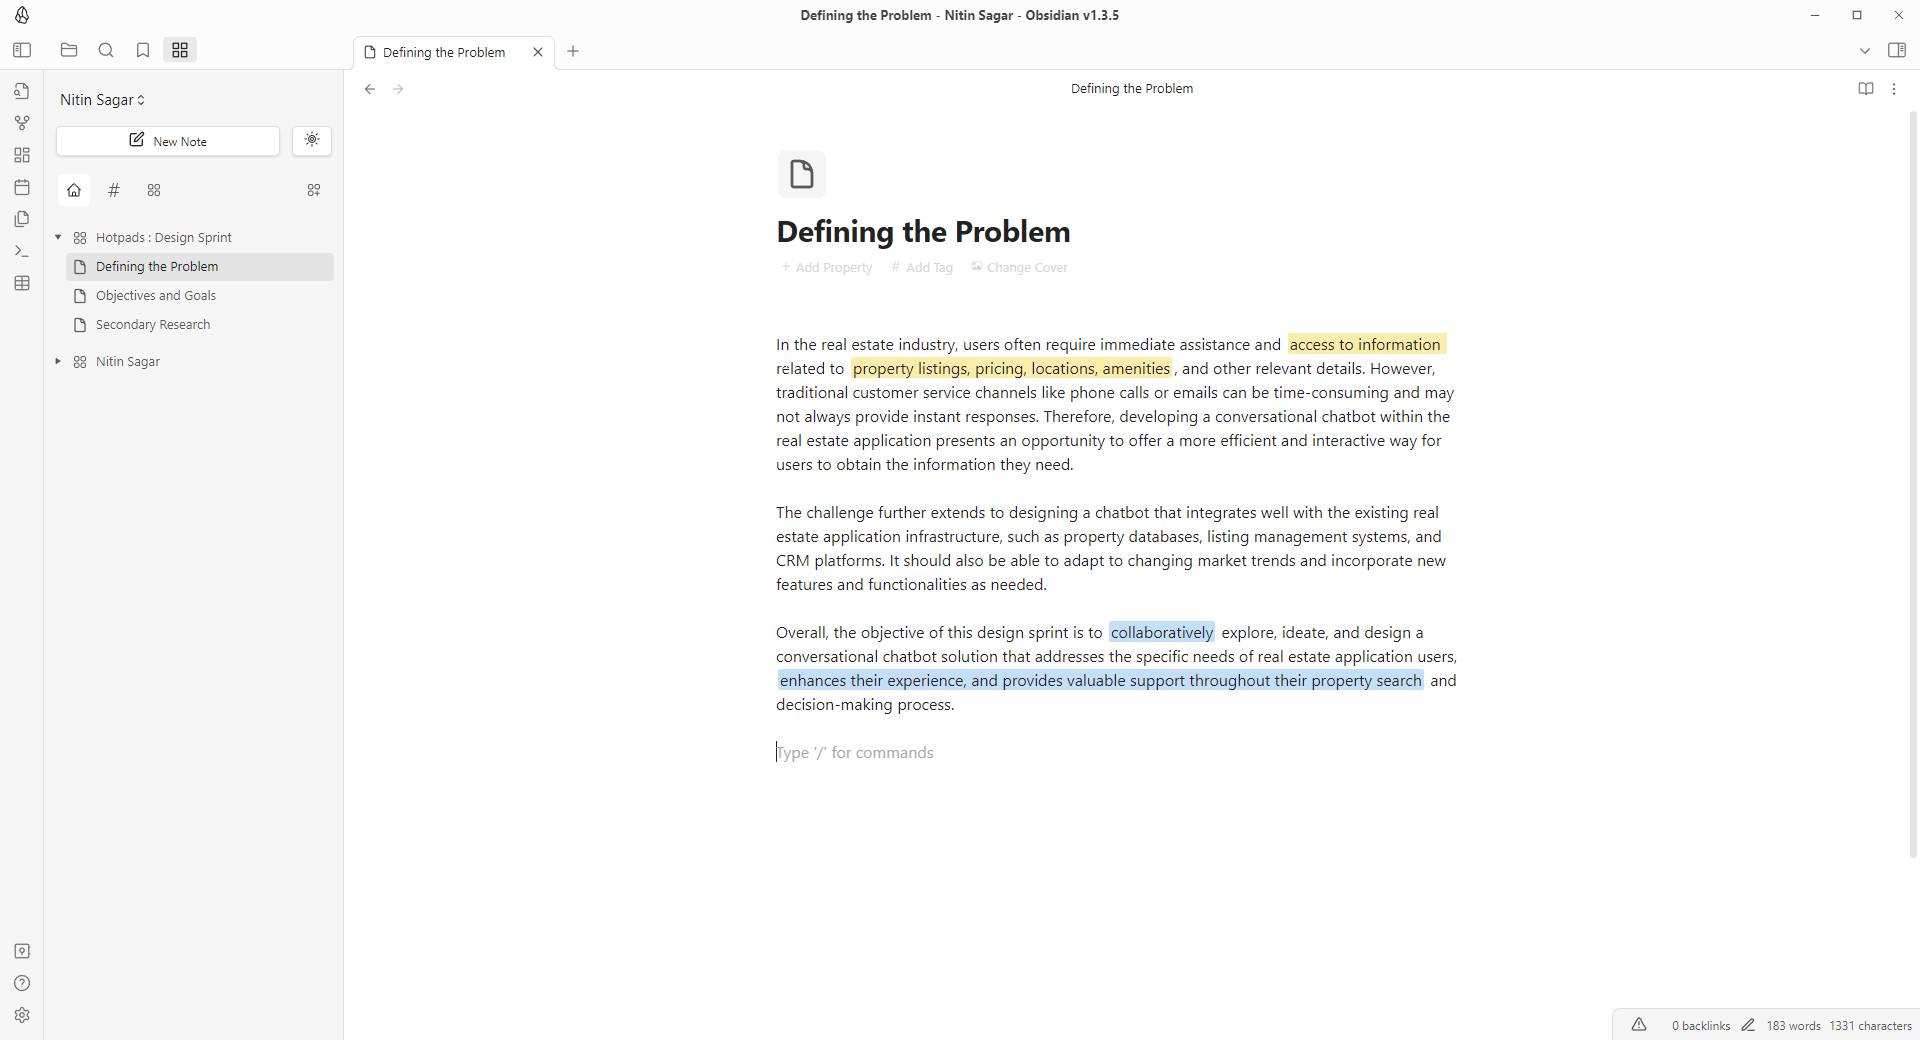 Defining the Problem - Nitin Sagar - Obsidian v1.3.5
Defining the Problem
Nitin Sagar
New Note
Hotpads : Design Sprint
Defining the Problem
Objectives and Goals
Secondary Research
Nitin Sagar
Defining the Problem
Defining the Problem
+ Add Property # Add Tag Change Cover
In the real estate industry, users often require immediate assistance and access to information
related to property listings, pricing, locations, amenities , and other relevant details. However,
traditional customer service channels like phone calls or emails can be time-consuming and may
not always provide instant responses. Therefore, developing a conversational chatbot within the
real estate application presents an opportunity to offer a more efficient and interactive way for
users to obtain the information they need.
The challenge further extends to designing a chatbot that integrates well with the existing real
estate application infrastructure, such as property databases, listing management systems, and
CRM platforms. It should also be able to adapt to changing market trends and incorporate new
features and functionalities as needed.
Overall, the objective of this design sprint is to collaboratively explore, ideate, and design a
conversational chatbot solution that addresses the specific needs of real estate application users,
enhances their experience, and provides valuable support throughout their property search and
decision-making process.
Type '/' for commands
0 backlinks 183 words 1331 characters